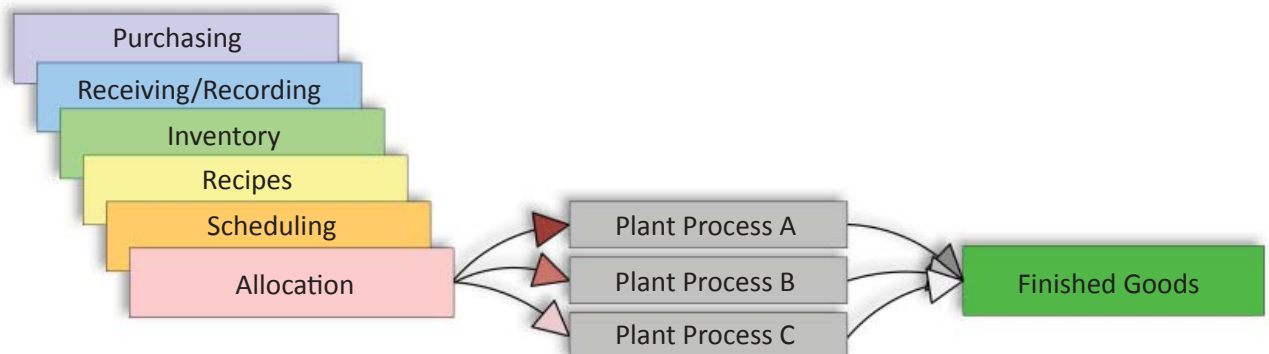 Purchasing
Receiving/Recording
Inventory
Recipes
Scheduling
Allocation
Plant Process A
Plant Process B
Plant Process C
Finished Goods